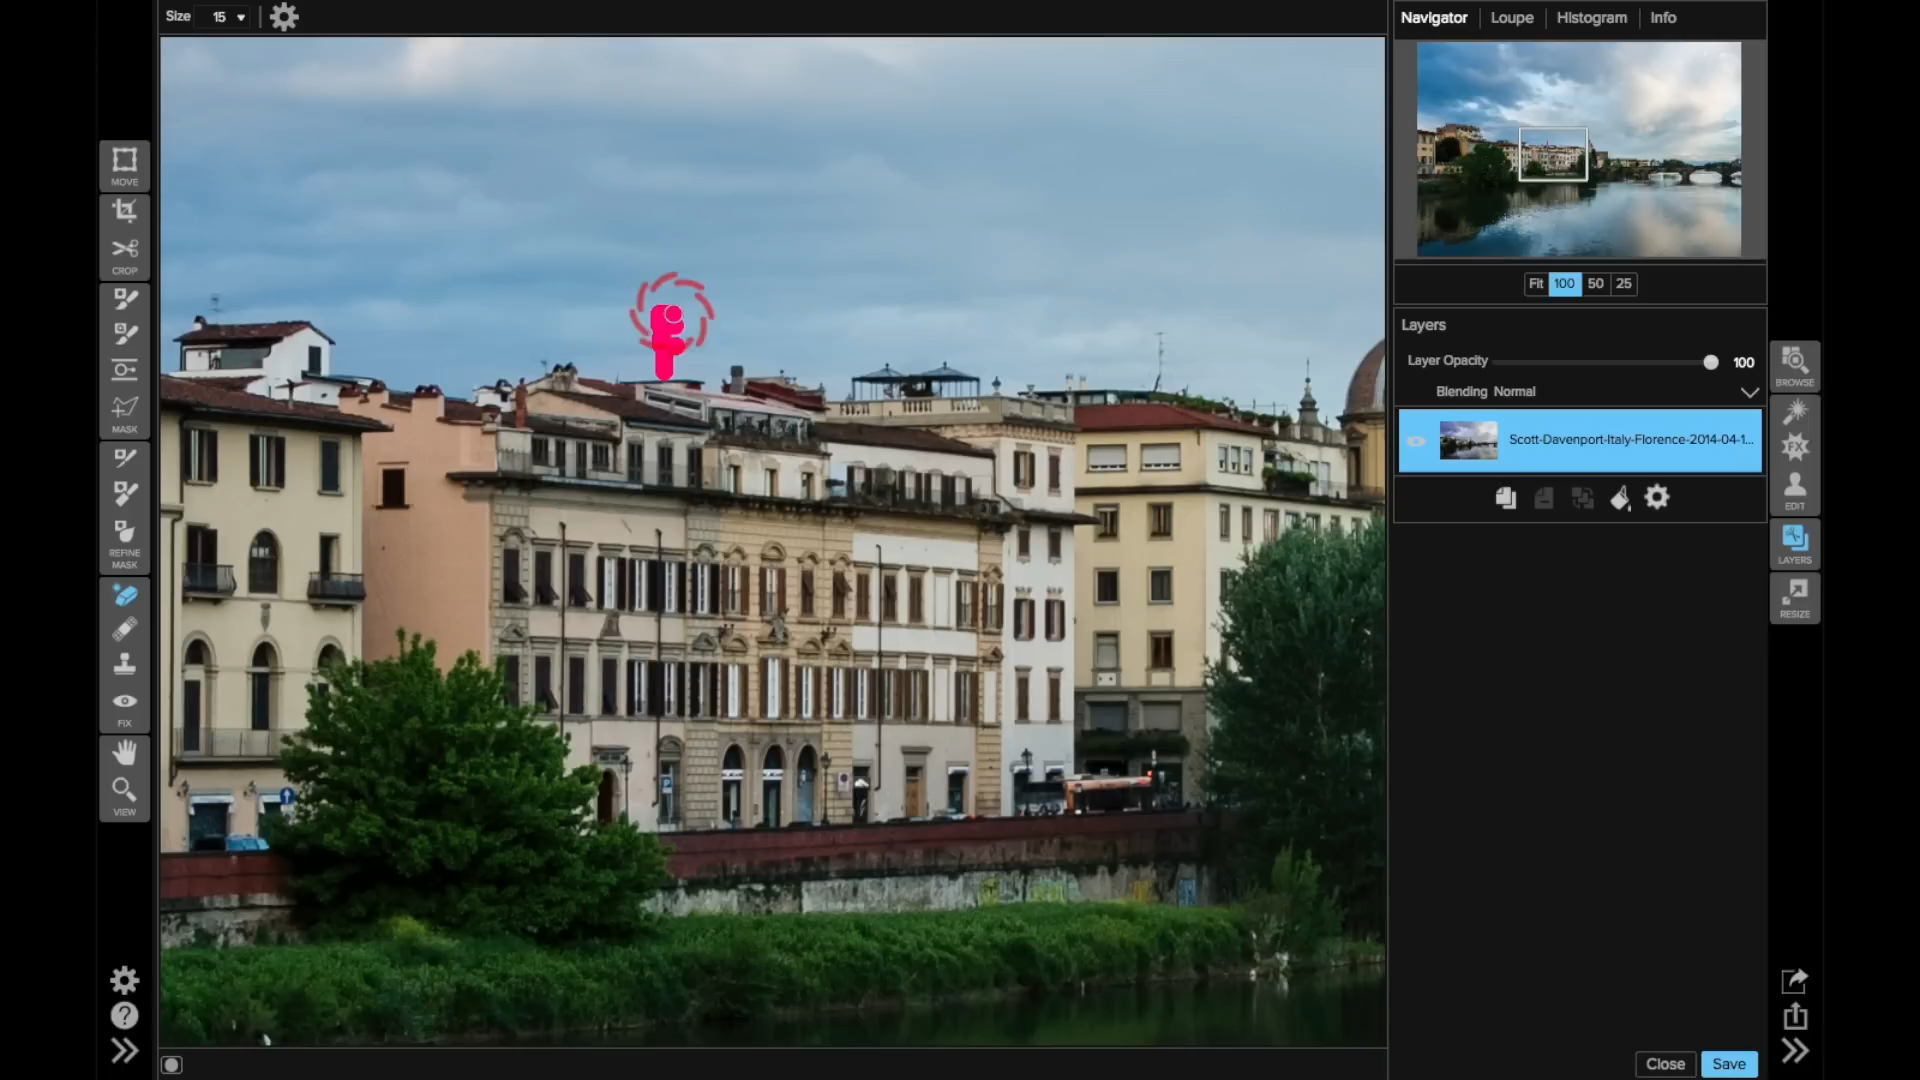 Size 15
Navigator Loupe Histogram Info
MOVE
CROP
MASK
REFINE
MASK
FIX
VIEW
Fit 100 50 25
Layers
Layer Opacity 100
Blending Normal
Scott-Davenport-Italy-Florence-2014-04-1...
BROWSE
FX
EDIT
LAYERS
RESIZE
Close Save